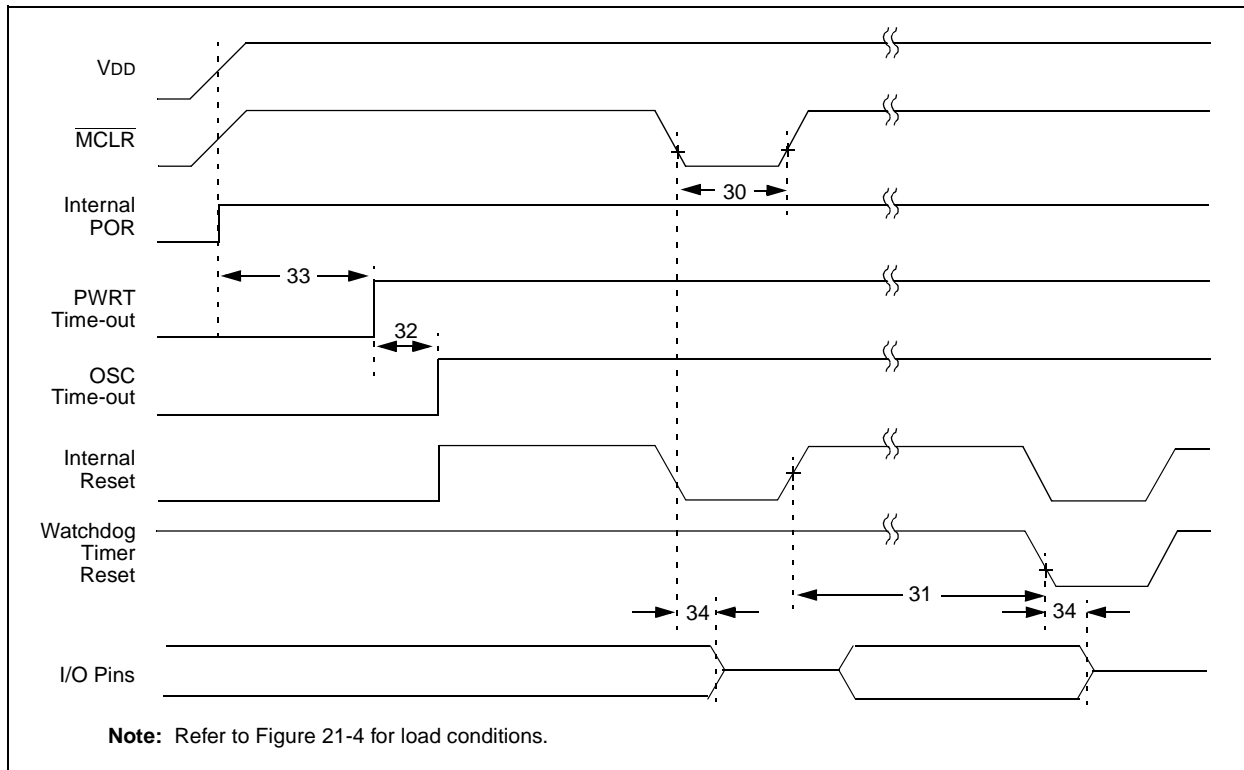 VDD
MCLR
30
Internal
POR
33
PWRT
Time-out
32
OSC
Time-out
Internal
Reset
Watchdog
Timer
Reset
31
34
34
I/O Pins
Note: Refer to Figure 21-4 for load conditions.